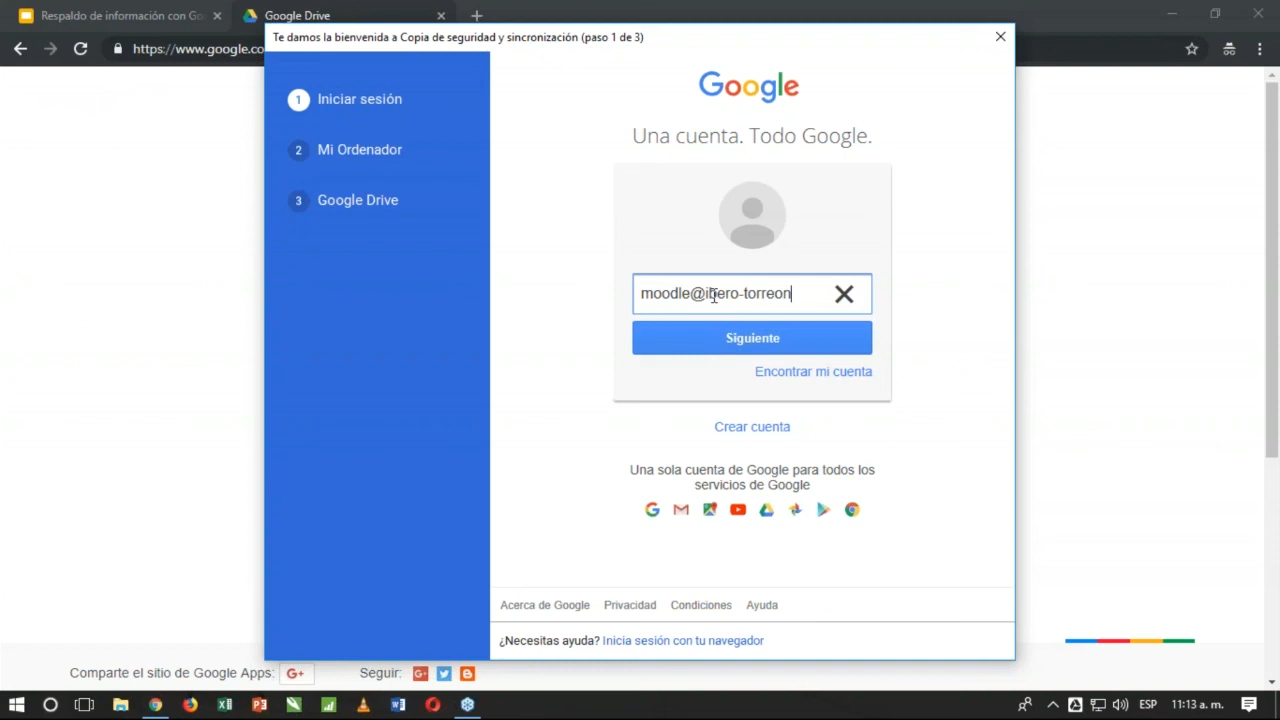 Respaldo de información con Go
Google Drive
https://www.google.co
Te damos la bienvenida a Copia de seguridad y sincronización (paso 1 de 3)
1 Iniciar sesión
2 Mi Ordenador
3 Google Drive
Google
Una cuenta. Todo Google.
moodle@ibero-torreon
Siguiente
Encontrar mi cuenta
Crear cuenta
Una sola cuenta de Google para todos los
servicios de Google
Acerca de Google Privacidad Condiciones Ayuda
¿Necesitas ayuda? Inicia sesión con tu navegador
Comparte el sitio de Google Apps: G+ Seguir: G+
ESP 11:13 a. m.